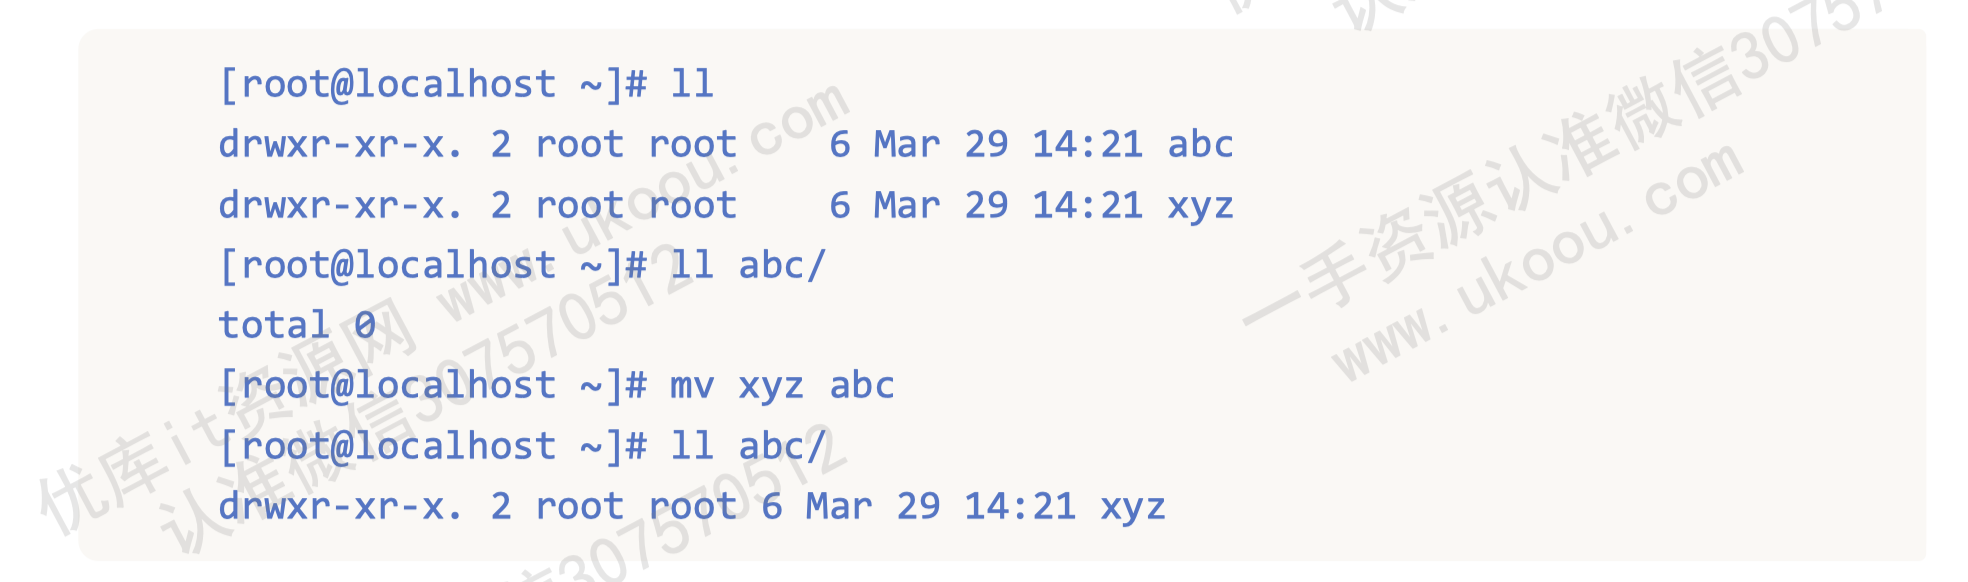 [root@localhost ~]# ll
drwxr-xr-x. 2 root root    6 Mar 29 14:21 abc
drwxr-xr-x. 2 root root    6 Mar 29 14:21 xyz
[root@localhost ~]# ll abc/
total 0
[root@localhost ~]# mv xyz abc
[root@localhost ~]# ll abc/
drwxr-xr-x. 2 root root 6 Mar 29 14:21 xyz
优库it资源网 www.ukoou.com
认准微信3075570512
一手资源认准微信30757
www.ukoou.com